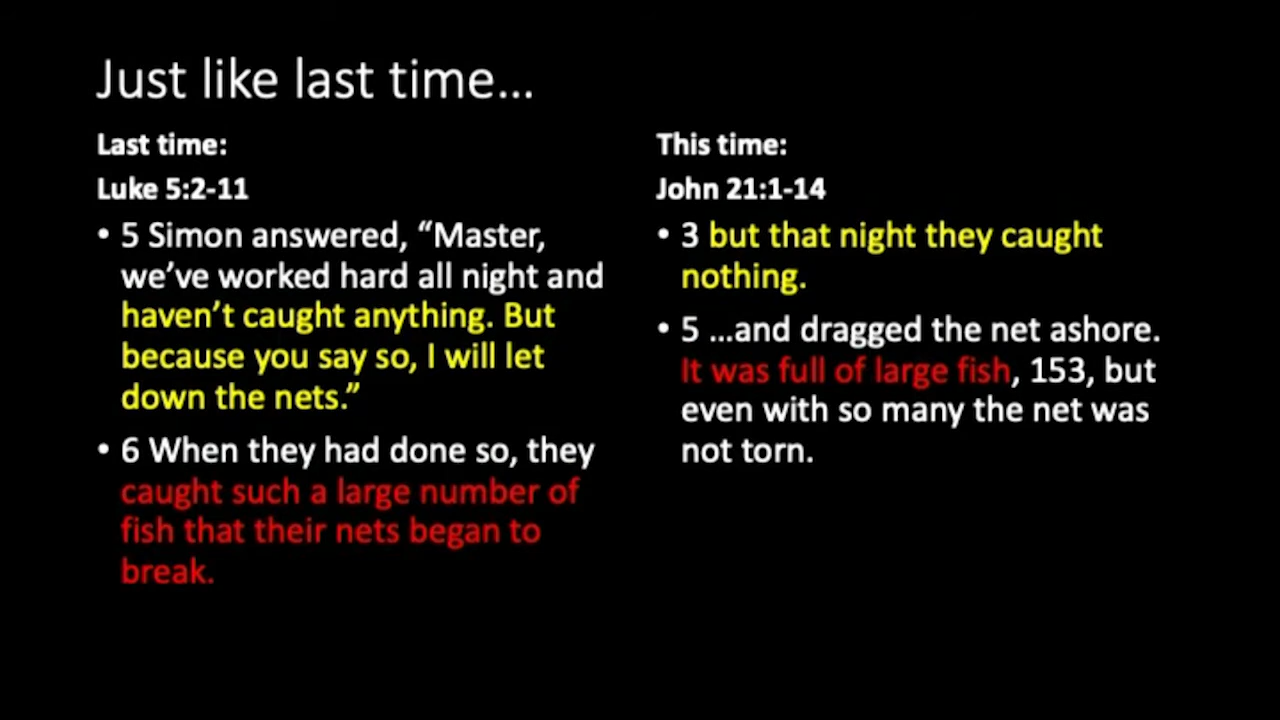 Just like last time…
Last time:
Luke 5:2-11
• 5 Simon answered, “Master,
we’ve worked hard all night and
haven’t caught anything. But
because you say so, I will let
down the nets.”
• 6 When they had done so, they
caught such a large number of
fish that their nets began to
break.
This time:
John 21:1-14
• 3 but that night they caught
nothing.
• 5 …and dragged the net ashore.
It was full of large fish, 153, but
even with so many the net was
not torn.